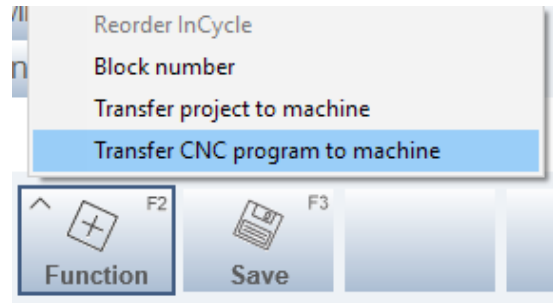 Reorder InCycle
Block number
Transfer project to machine
Transfer CNC program to machine
F2
F3
Function
Save